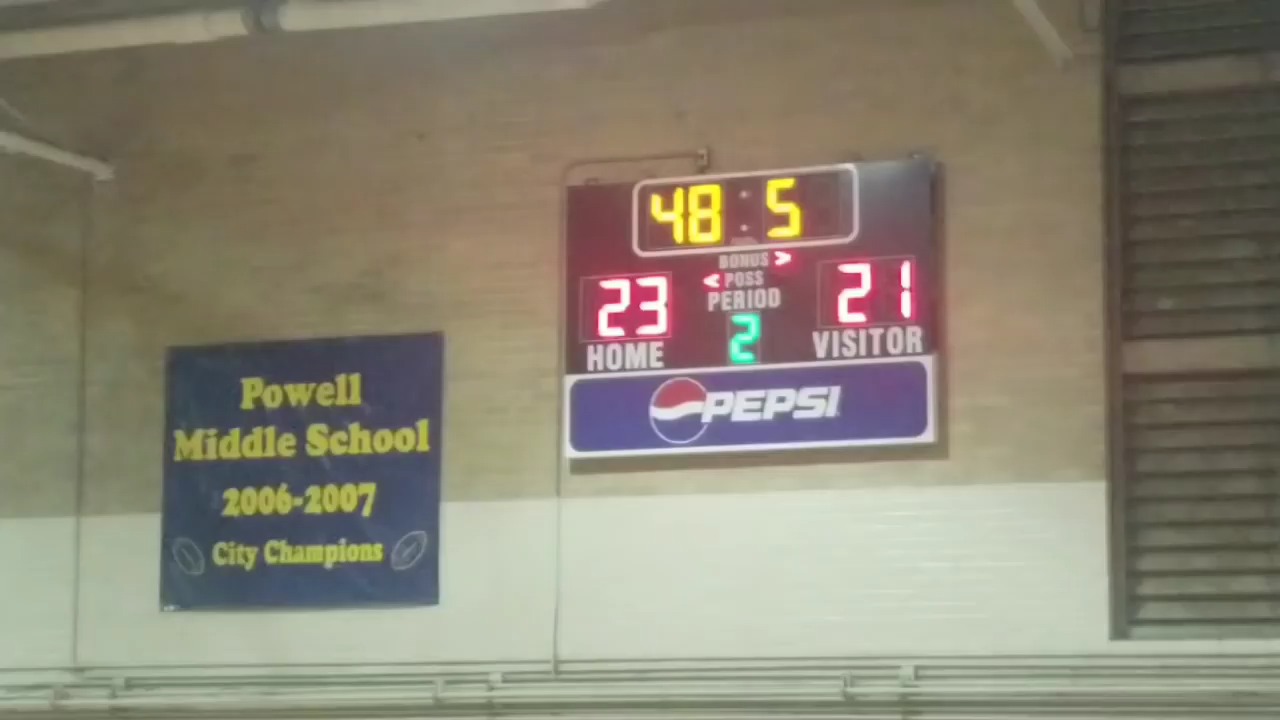 Powell
Middle School
2006-2007
City Champions
48:5
BONUS >
< POSS
PERIOD
23 2 21
HOME VISITOR
PEPSI